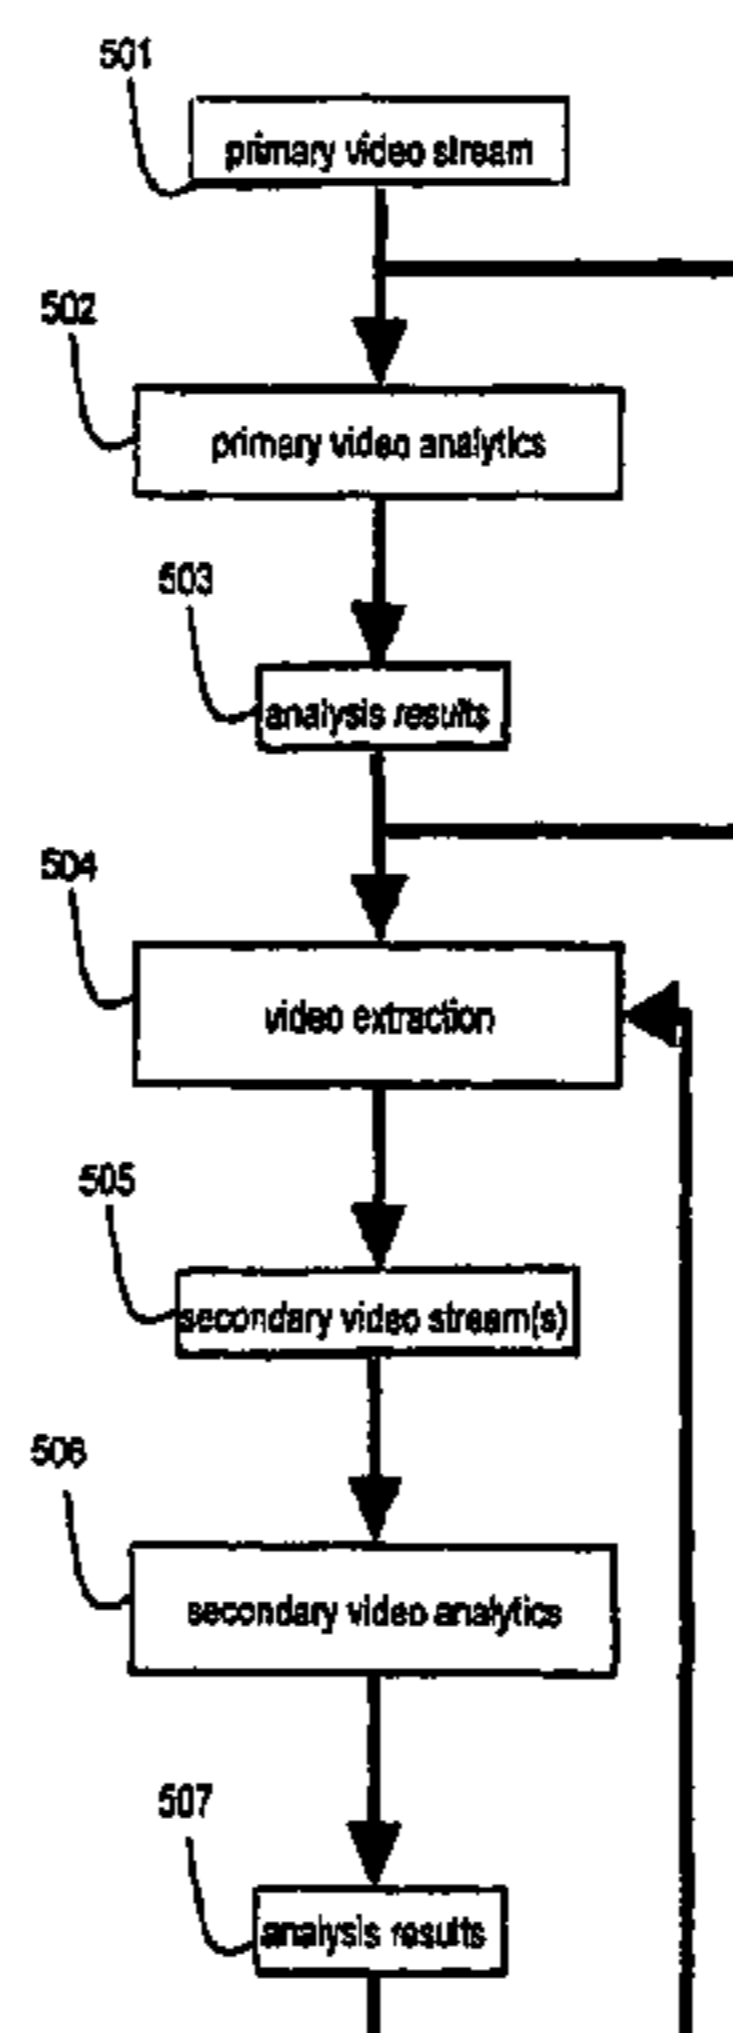 501
primary video stream
502
primary video analytics
503
analysis results
504
video extraction
505
secondary video stream(s)
506
secondary video analytics
507
analysis results